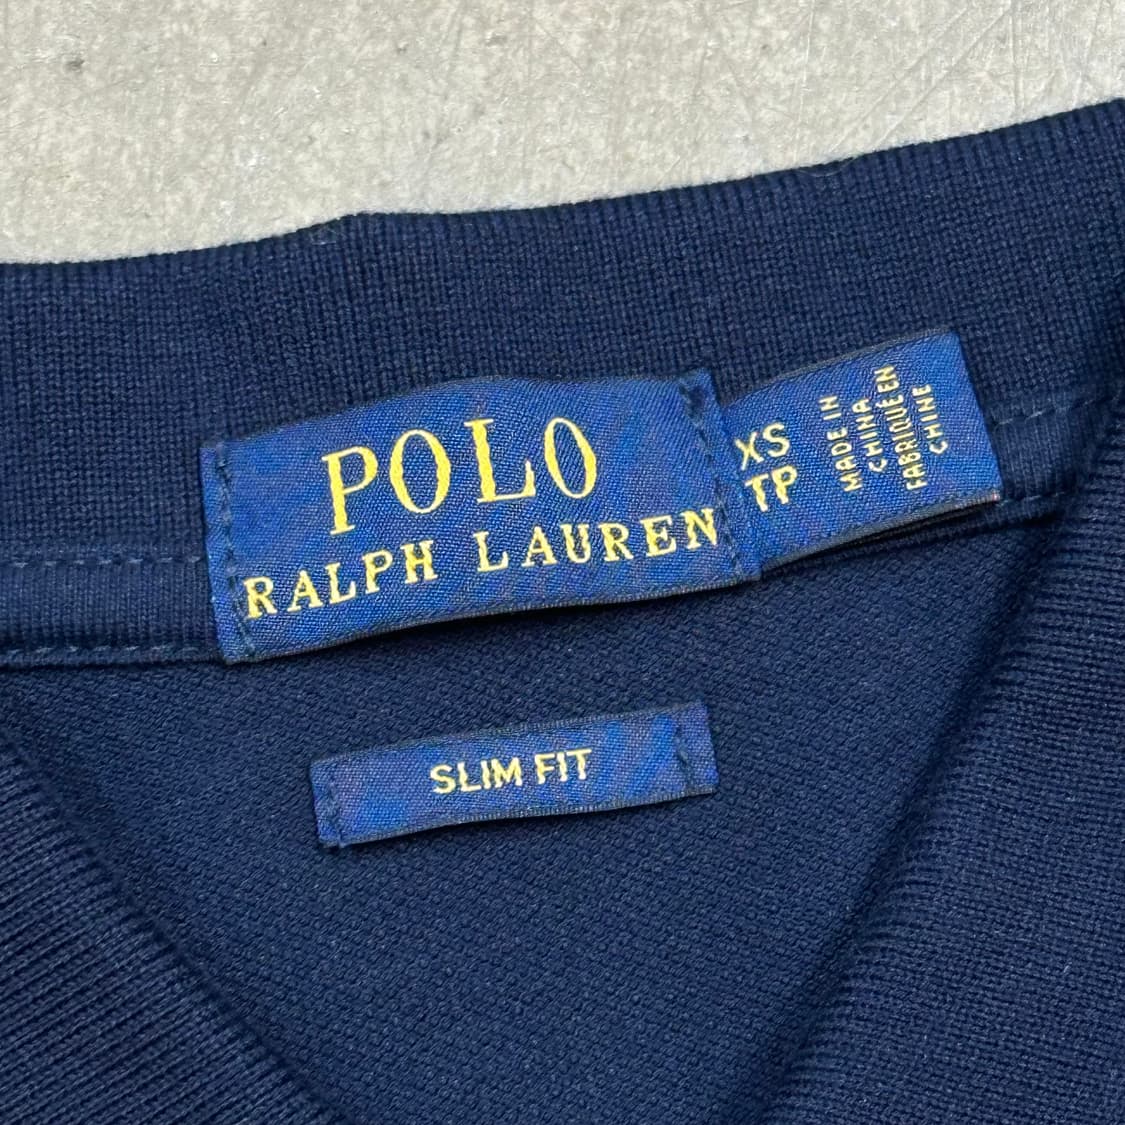 POLO
RALPH LAUREN
XS
TP
MADE IN
CHINA
FABRIQUÉ EN
CHINE
SLIM FIT